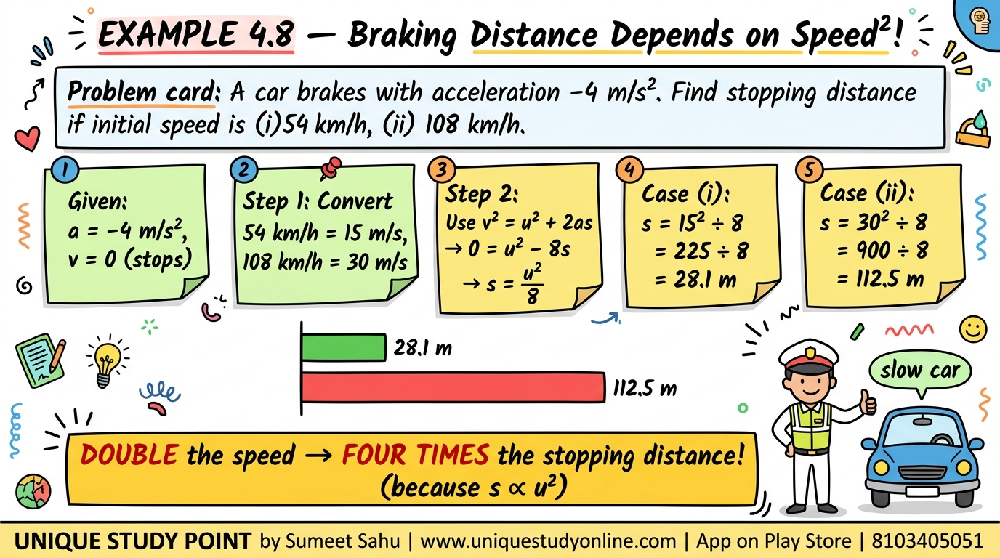 EXAMPLE 4.8 — Braking Distance Depends on Speed²!
Problem card: A car brakes with acceleration −4 m/s². Find stopping distance
if initial speed is (i)54 km/h, (ii) 108 km/h.
1
Given:
a = −4 m/s²,
v = 0 (stops)
2
Step 1: Convert
54 km/h = 15 m/s,
108 km/h = 30 m/s
3
Step 2:
Use v² = u² + 2as
→ 0 = u² − 8s
→ s = u²/8
4
Case (i):
s = 15² ÷ 8
= 225 ÷ 8
= 28.1 m
5
Case (ii):
s = 30² ÷ 8
= 900 ÷ 8
= 112.5 m
28.1 m
112.5 m
slow car
DOUBLE the speed → FOUR TIMES the stopping distance!
(because s ∝ u²)
UNIQUE STUDY POINT by Sumeet Sahu | www.uniquestudyonline.com | App on Play Store | 8103405051